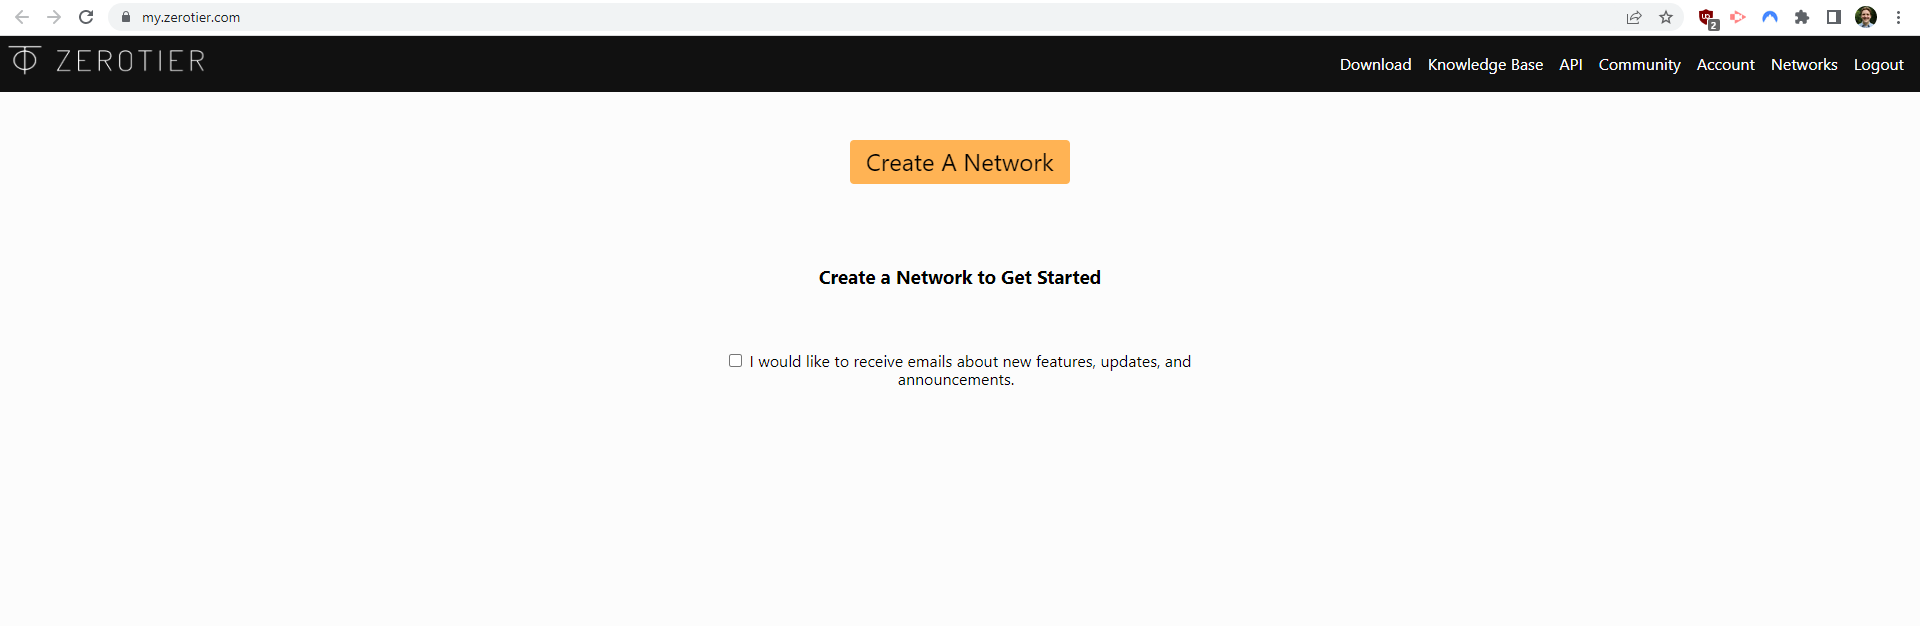 my.zerotier.com
2
ZEROTIER
Download Knowledge Base API Community Account Networks Logout
Create A Network
Create a Network to Get Started
I would like to receive emails about new features, updates, and
announcements.